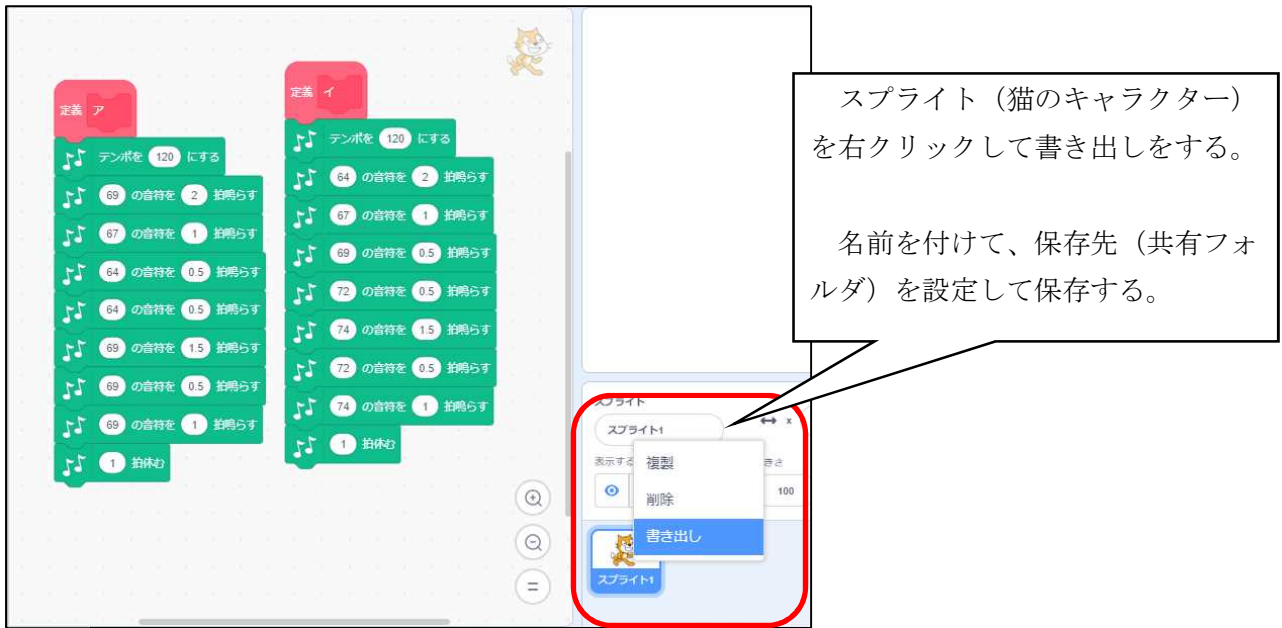 定義 ア
テンポを 120 にする
69 の音符を 2 拍鳴らす
67 の音符を 1 拍鳴らす
64 の音符を 0.5 拍鳴らす
64 の音符を 0.5 拍鳴らす
69 の音符を 1.5 拍鳴らす
69 の音符を 0.5 拍鳴らす
69 の音符を 1 拍鳴らす
1 拍休む
定義 イ
テンポを 120 にする
64 の音符を 2 拍鳴らす
67 の音符を 1 拍鳴らす
69 の音符を 0.5 拍鳴らす
72 の音符を 0.5 拍鳴らす
74 の音符を 1.5 拍鳴らす
72 の音符を 0.5 拍鳴らす
74 の音符を 1 拍鳴らす
1 拍休む
スプライト(猫のキャラクター)
を右クリックして書き出しをする。
名前を付けて、保存先(共有フォ
ルダ)を設定して保存する。
スプライト
スプライト1
x
表示する
きさ
100
複製
削除
書き出し
スプライト1